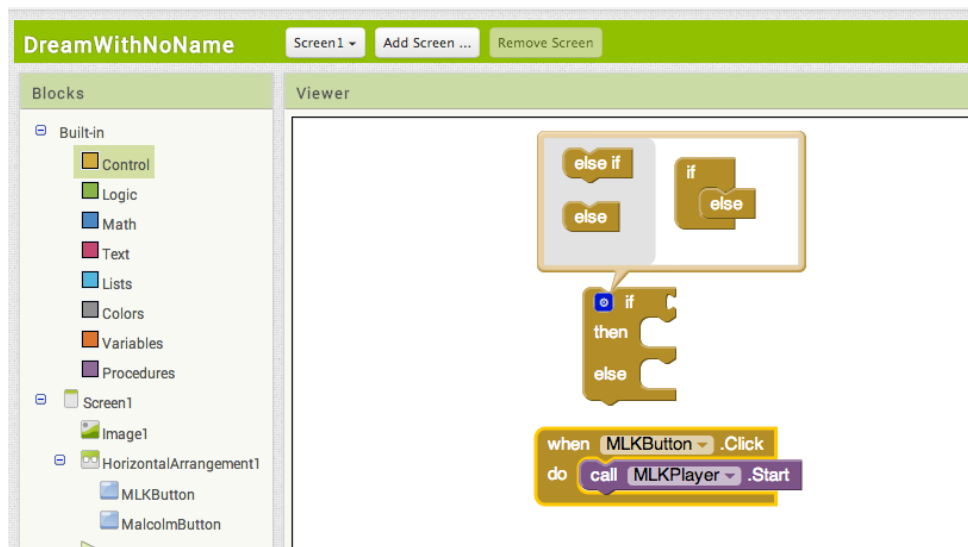 DreamWithNoName
Screen1
Add Screen ...
Remove Screen
Blocks
Viewer
Built-in
Control
Logic
Math
Text
Lists
Colors
Variables
Procedures
Screen1
Image1
HorizontalArrangement1
MLKButton
MalcolmButton
else if
else
if
else
if
then
else
when MLKButton .Click
do call MLKPlayer .Start